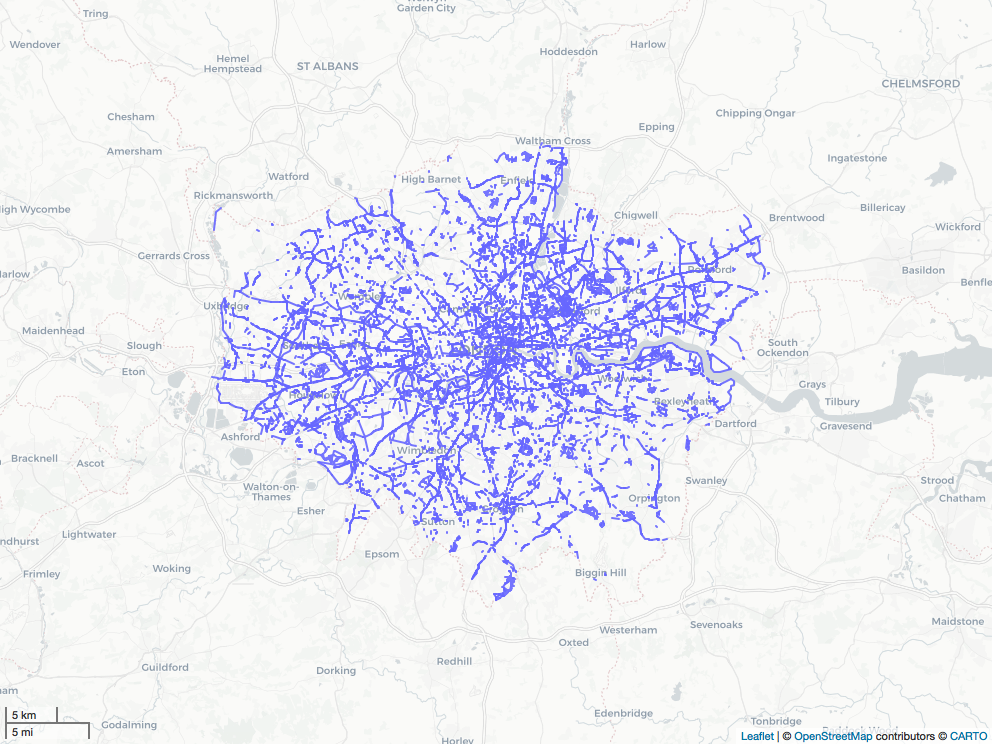 Tring
Garden City
Wendover
Hoddesdon
Harlow
Hemel
Hempstead
ST ALBANS
CHELMSFORD
Chesham
Chipping Ongar
Epping
Waltham Cross
Amersham
Ingatestone
Watford
High Barnet
Enfield
Rickmansworth
Billericay
Chigwell
Brentwood
Wickford
Gerrards Cross
Basildon
Uxbridge
Maidenhead
Slough
Eton
South
Ockendon
Grays
Tilbury
Gravesend
Dartford
Ashford
Wimbledon
Bracknell
Ascot
Swanley
Strood
Chatham
Walton-on-
Thames
Esher
Orpington
Sutton
Lightwater
Epsom
Frimley
Woking
Biggin Hill
Sevenoaks
Maidstone
Westerham
Oxted
Redhill
Guildford
Dorking
Edenbridge
Tonbridge
Godalming
Horley
5 km
5 mi
Leaflet | © OpenStreetMap contributors © CARTO